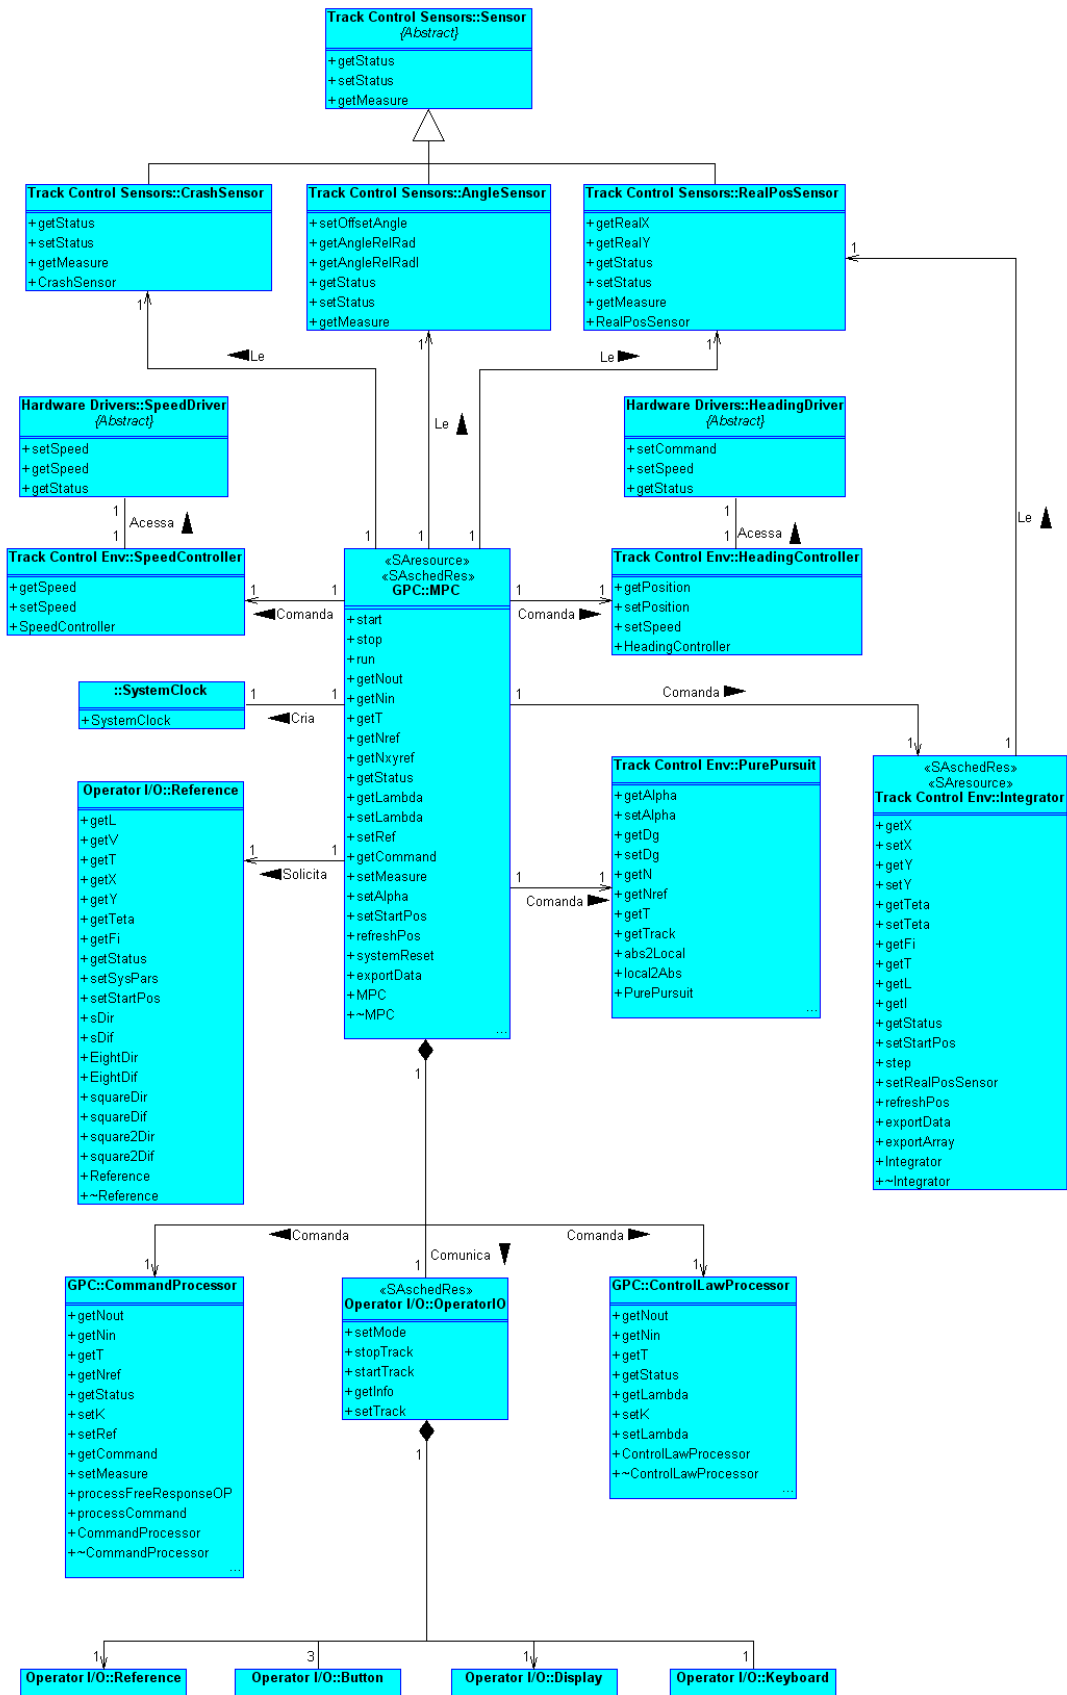 Track Control Sensors::Sensor
{Abstract}
+getStatus
+setStatus
+getMeasure
Track Control Sensors::CrashSensor
+getStatus
+setStatus
+getMeasure
+CrashSensor
Track Control Sensors::AngleSensor
+setOffsetAngle
+getAngleRelRad
+getAngleRelRadI
+getStatus
+setStatus
+getMeasure
Track Control Sensors::RealPosSensor
+getRealX
+getRealY
+getStatus
+setStatus
+getMeasure
+RealPosSensor
1
1
1
1
Le
Le
Le
Le
Hardware Drivers::SpeedDriver
{Abstract}
+setSpeed
+getSpeed
+getStatus
Hardware Drivers::HeadingDriver
{Abstract}
+setCommand
+setSpeed
+getStatus
1
Acessa
1
1
Acessa
1
1
1
1
Track Control Env::SpeedController
+getSpeed
+setSpeed
+SpeedController
«SAresource»
«SAschedRes»
GPC::MPC
+start
+stop
+run
+getNout
+getNin
+getT
+getNref
+getNxyref
+getStatus
+getLambda
+setLambda
+setRef
+getCommand
+setMeasure
+setAlpha
+setStartPos
+refreshPos
+systemReset
+exportData
+MPC
+~MPC
...
Track Control Env::HeadingController
+getPosition
+setPosition
+setSpeed
+HeadingController
1
1
Comanda
1
1
Comanda
::SystemClock
+SystemClock
1
1
Cria
1
Comanda
1
1
Operator I/O::Reference
+getL
+getV
+getT
+getX
+getY
+getTeta
+getFi
+getStatus
+setSysPars
+setStartPos
+sDir
+sDif
+EightDir
+EightDif
+squareDir
+squareDif
+square2Dir
+square2Dif
+Reference
+~Reference
1
1
Solicita
Track Control Env::PurePursuit
+getAlpha
+setAlpha
+getDg
+setDg
+getN
+getNref
+getT
+getTrack
+abs2Local
+local2Abs
+PurePursuit
...
1
1
Comanda
«SAschedRes»
«SAresource»
Track Control Env::Integrator
+getX
+setX
+getY
+setY
+getTeta
+setTeta
+getFi
+getT
+getL
+getI
+getStatus
+setStartPos
+step
+setRealPosSensor
+refreshPos
+exportData
+exportArray
+Integrator
+~Integrator
1
Comanda
Comunica
Comanda
1
1
1
GPC::CommandProcessor
+getNout
+getNin
+getT
+getNref
+getStatus
+setK
+setRef
+getCommand
+setMeasure
+processFreeResponseOP
+processCommand
+CommandProcessor
+~CommandProcessor
...
«SAschedRes»
Operator I/O::OperatorIO
+setMode
+stopTrack
+startTrack
+getInfo
+setTrack
GPC::ControlLawProcessor
+getNout
+getNin
+getT
+getStatus
+getLambda
+setK
+setLambda
+ControlLawProcessor
+~ControlLawProcessor
...
1
1
3
1
1
Operator I/O::Reference
Operator I/O::Button
Operator I/O::Display
Operator I/O::Keyboard